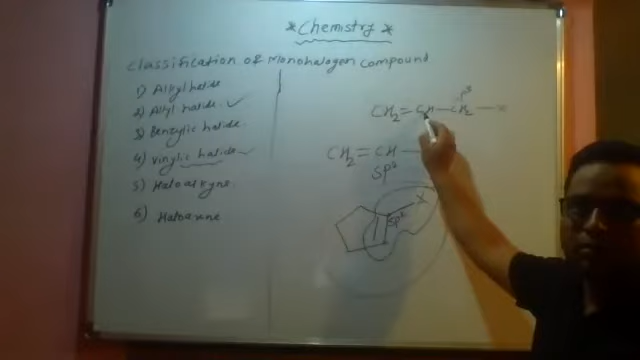 *Chemistry*
Classification of Monohalogen Compound
1) Alkyl halide
2) Allyl halide ✓
3) Benzylic halide
4) Vinylic halide ✓
5) Haloalkyne
6) Haloarene
CH₂=CH—CH₂—X
CH₂=CH—
sp²
X
sp²